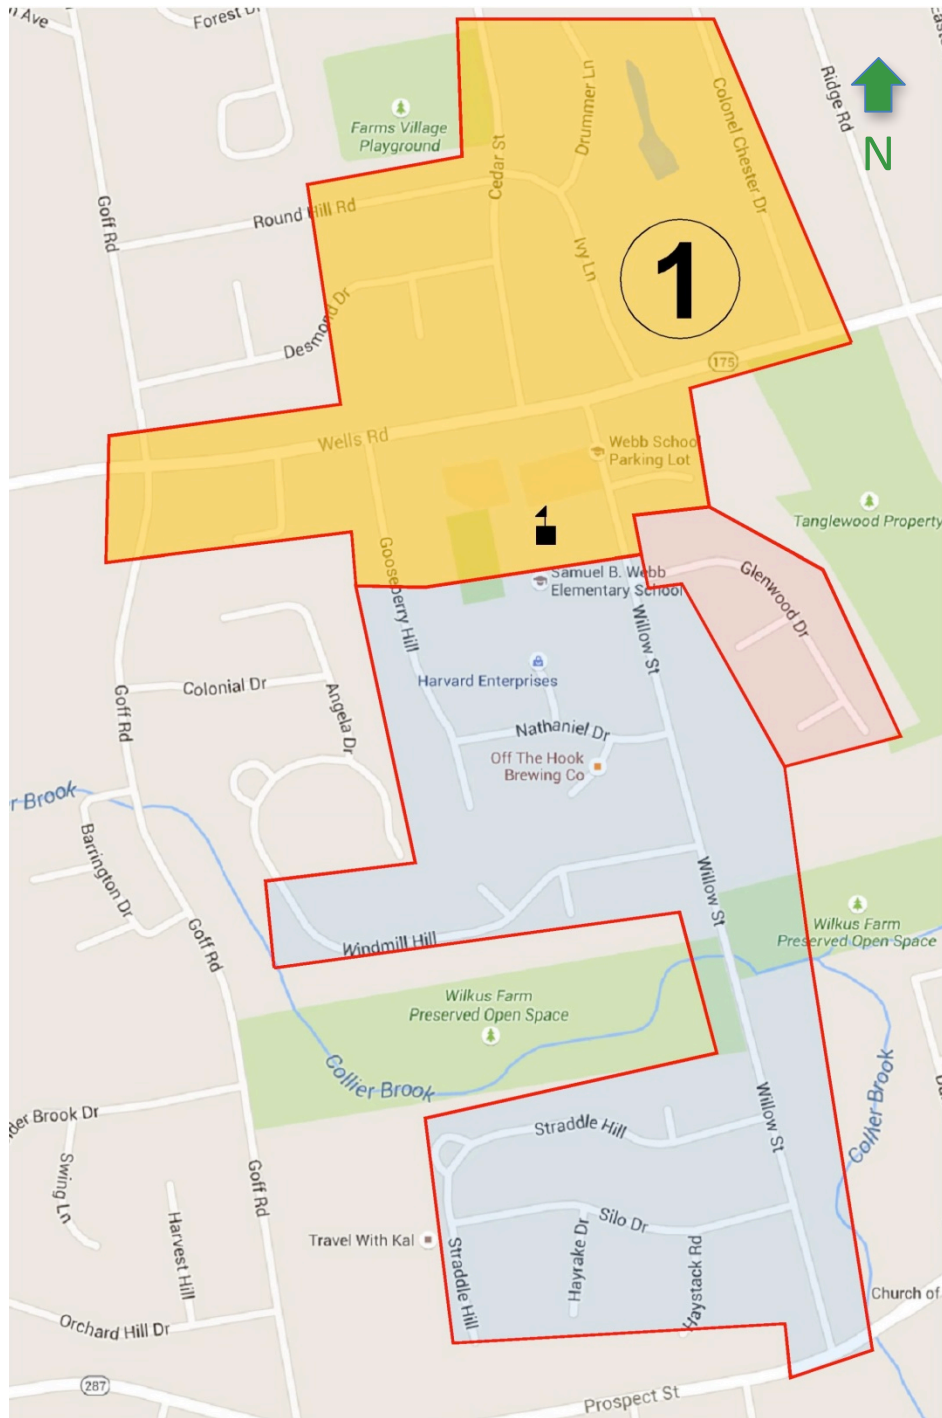 Forest Dr
Ave
Farms Village
Playground
Cedar St
Drummer Ln
Colonel Chester Dr
Ridge Rd
N
Goff Rd
Round Hill Rd
Ivy Ln
1
Desmond Dr
175
Wells Rd
Webb School
Parking Lot
Tanglewood Property
Gooseberry Hill
Samuel B. Webb
Elementary School
Glenwood Dr
Willow St
Harvard Enterprises
Colonial Dr
Goff Rd
Angela Dr
Nathaniel Dr
Off The Hook
Brewing Co
Brook
Barrington Dr
Goff Rd
Willow St
Windmill Hill
Wilkus Farm
Preserved Open Space
Wilkus Farm
Preserved Open Space
Collier Brook
Collier Brook
Brook Dr
Straddle Hill
Willow St
Swing Ln
Goff Rd
Silo Dr
Travel With Kal
Harvest Hill
Straddle Hill
Hayrake Dr
Haystack Rd
Church of
Orchard Hill Dr
287
Prospect St